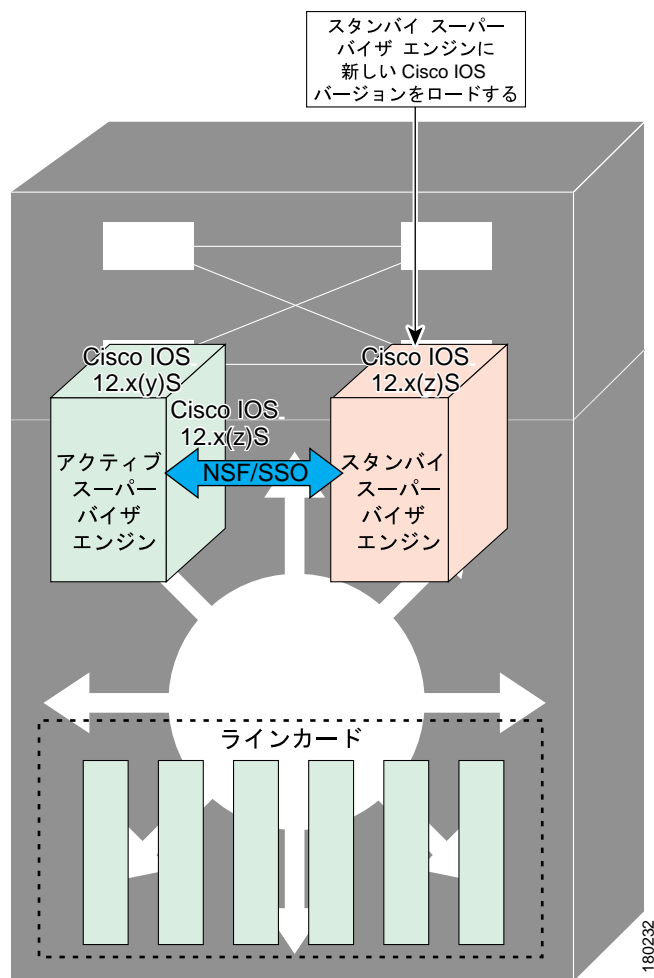 スタンバイ スーパー
バイザ エンジンに
新しい Cisco IOS
バージョンをロードする
Cisco IOS
12.x(y)S
Cisco IOS
12.x(z)S
Cisco IOS
12.x(z)S
アクティブ
スーパー
バイザ
エンジン
NSF/SSO
スタンバイ
スーパー
バイザ
エンジン
ラインカード
180232